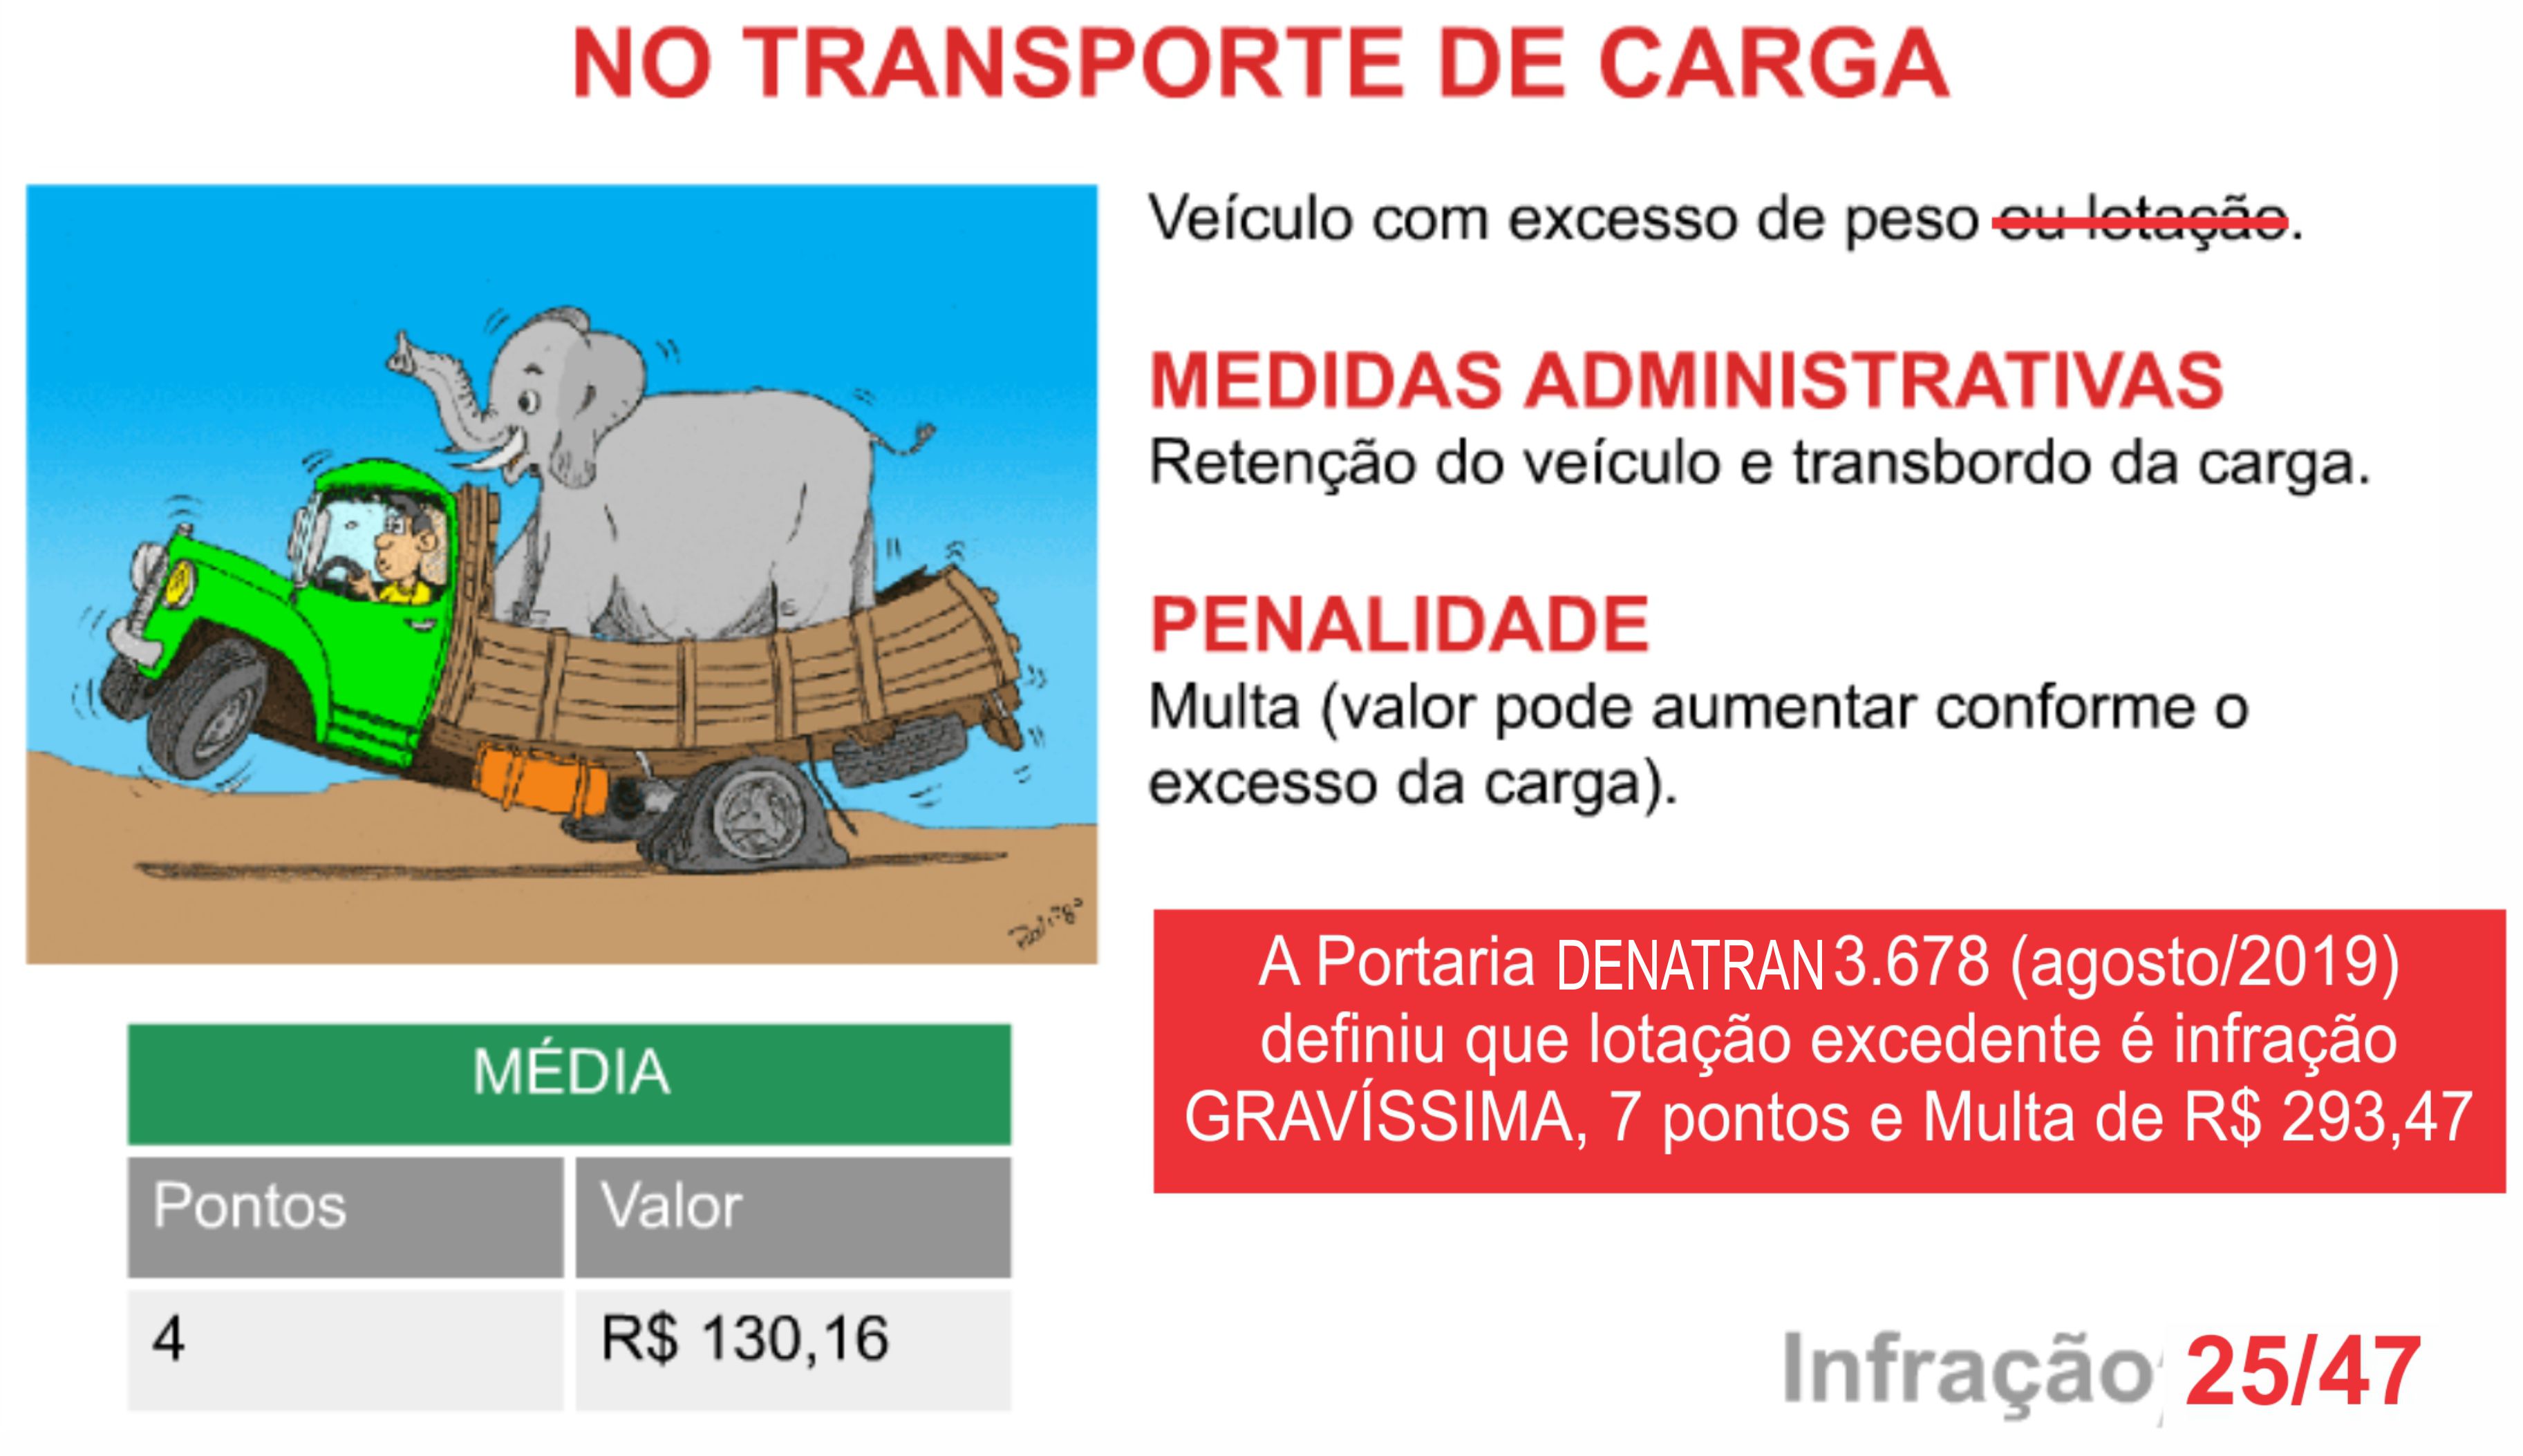 NO TRANSPORTE DE CARGA
Veículo com excesso de peso ou lotação.
MEDIDAS ADMINISTRATIVAS
Retenção do veículo e transbordo da carga.
PENALIDADE
Multa (valor pode aumentar conforme o
excesso da carga).
A Portaria DENATRAN 3.678 (agosto/2019)
definiu que lotação excedente é infração
GRAVÍSSIMA, 7 pontos e Multa de R$ 293,47
MÉDIA
Pontos Valor
4 R$ 130,16
Infração 25/47